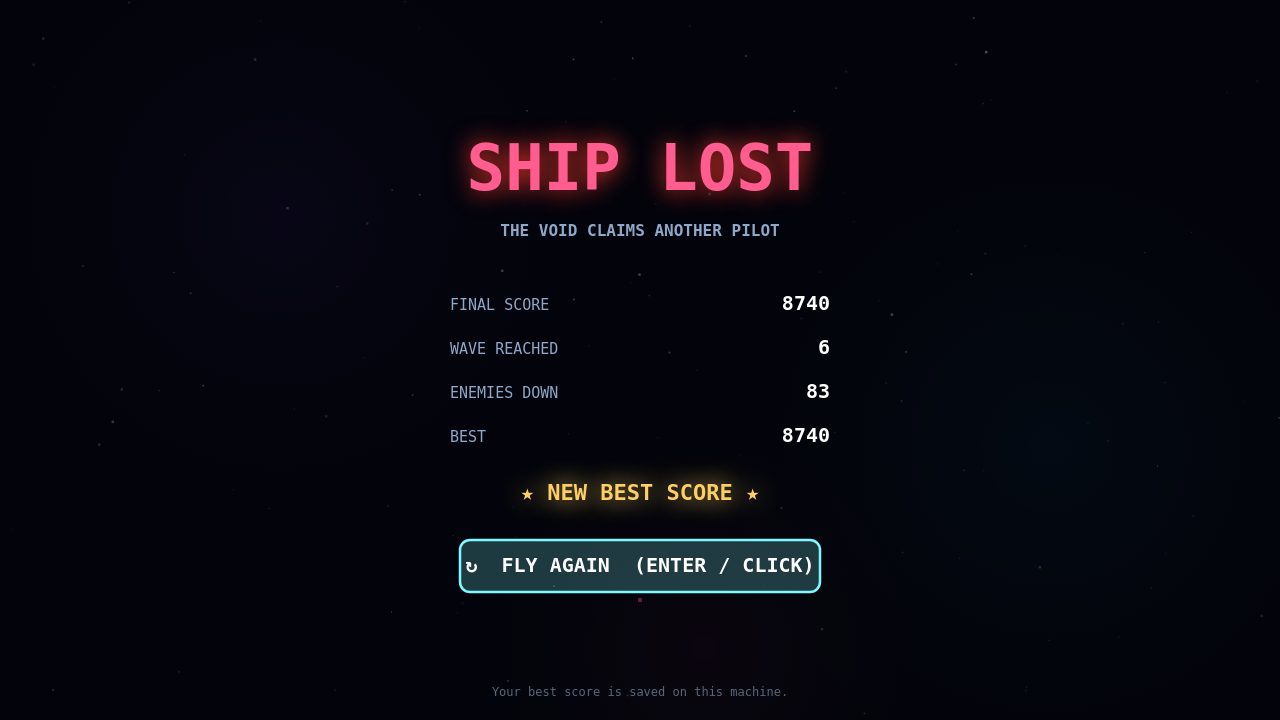 SHIP LOST
THE VOID CLAIMS ANOTHER PILOT
FINAL SCORE 8740
WAVE REACHED 6
ENEMIES DOWN 83
BEST 8740
★ NEW BEST SCORE ★
↻ FLY AGAIN (ENTER / CLICK)
Your best score is saved on this machine.